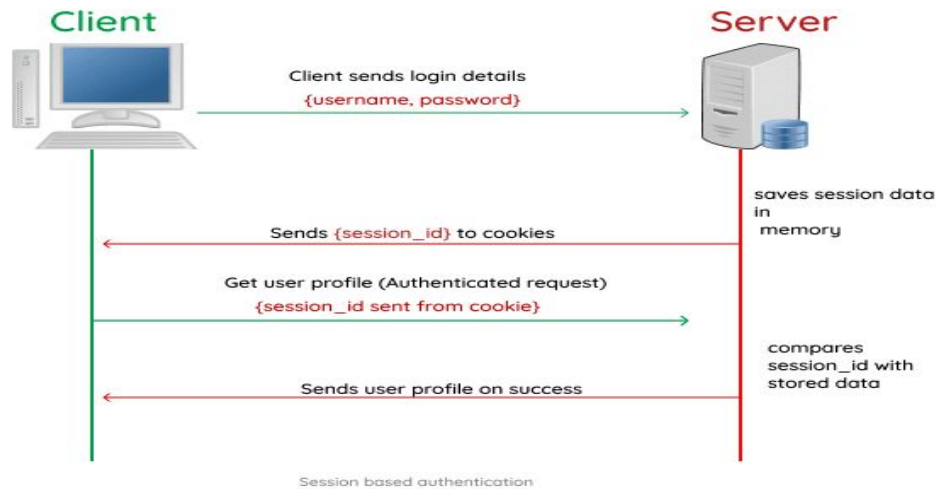 Client
Server
Client sends login details
{username, password}
saves session data
in
memory
Sends {session_id} to cookies
Get user profile (Authenticated request)
{session_id sent from cookie}
compares
session_id with
stored data
Sends user profile on success
Session based authentication